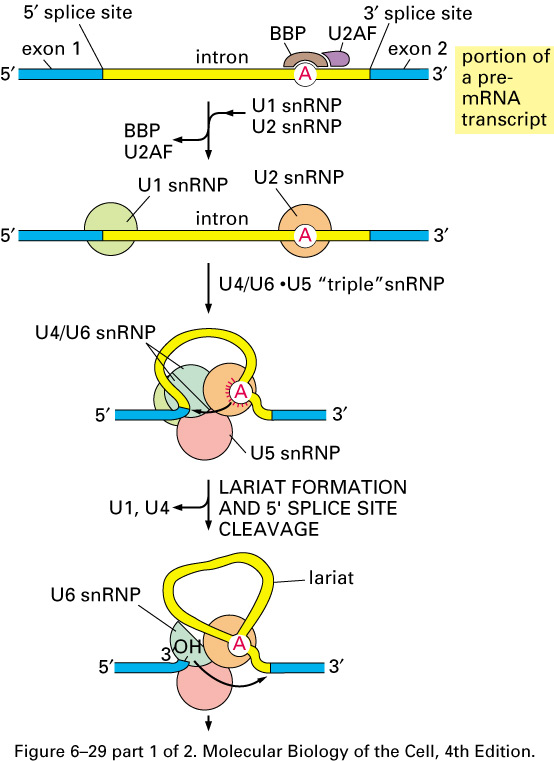 5′ splice site
3′ splice site
BBP
U2AF
exon 1
intron
exon 2
5′
A
3′
portion of
a pre-
mRNA
transcript
U1 snRNP
U2 snRNP
BBP
U2AF
U1 snRNP
U2 snRNP
intron
5′
A
3′
U4/U6 •U5 “triple”snRNP
U4/U6 snRNP
A
5′
3′
U5 snRNP
U1, U4
LARIAT FORMATION
AND 5' SPLICE SITE
CLEAVAGE
lariat
U6 snRNP
3′OH
A
5′
3′
Figure 6–29 part 1 of 2. Molecular Biology of the Cell, 4th Edition.